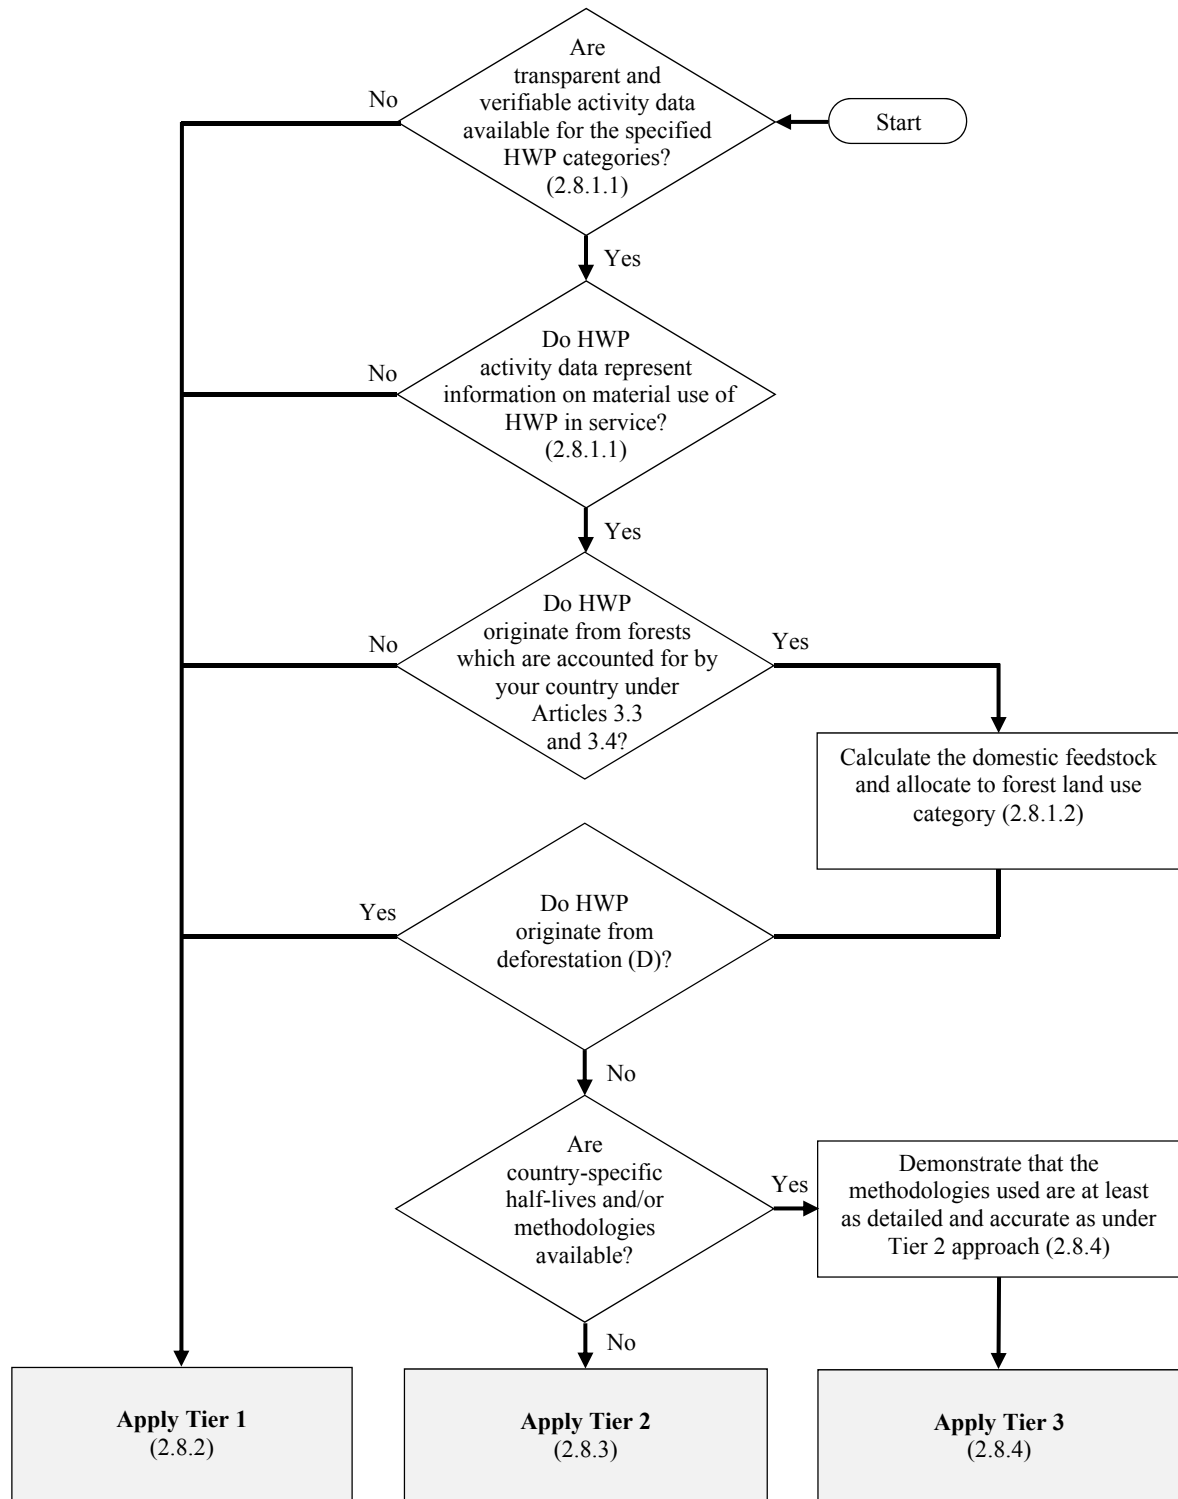 Start
Are
transparent and
verifiable activity data
available for the specified
HWP categories?
(2.8.1.1)
No
Yes
Do HWP
activity data represent
information on material use of
HWP in service?
(2.8.1.1)
No
Yes
Do HWP
originate from forests
which are accounted for by
your country under
Articles 3.3
and 3.4?
No
Yes
Calculate the domestic feedstock
and allocate to forest land use
category (2.8.1.2)
Do HWP
originate from
deforestation (D)?
Yes
No
Are
country-specific
half-lives and/or
methodologies
available?
Yes
Demonstrate that the
methodologies used are at least
as detailed and accurate as under
Tier 2 approach (2.8.4)
No
Apply Tier 1
(2.8.2)
Apply Tier 2
(2.8.3)
Apply Tier 3
(2.8.4)